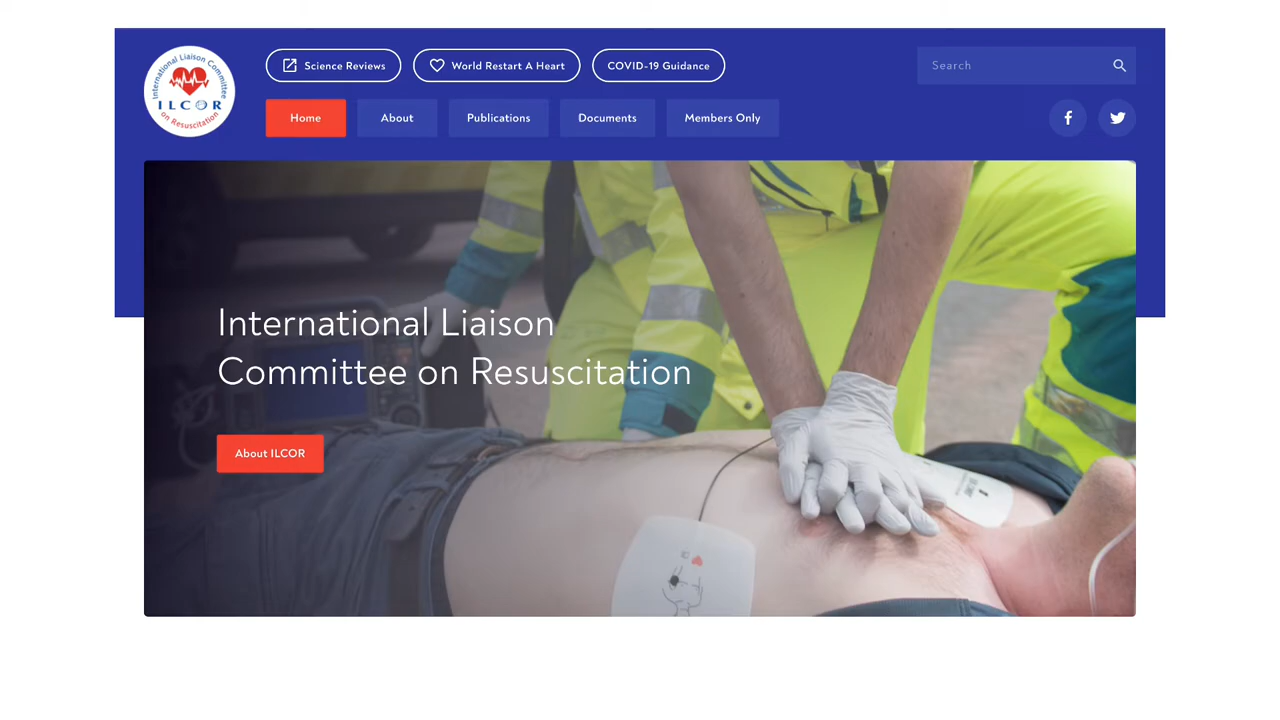 International Liaison Committee
ILCOR
on Resuscitation
Science Reviews
World Restart A Heart
COVID-19 Guidance
Search
Home
About
Publications
Documents
Members Only
International Liaison
Committee on Resuscitation
About ILCOR